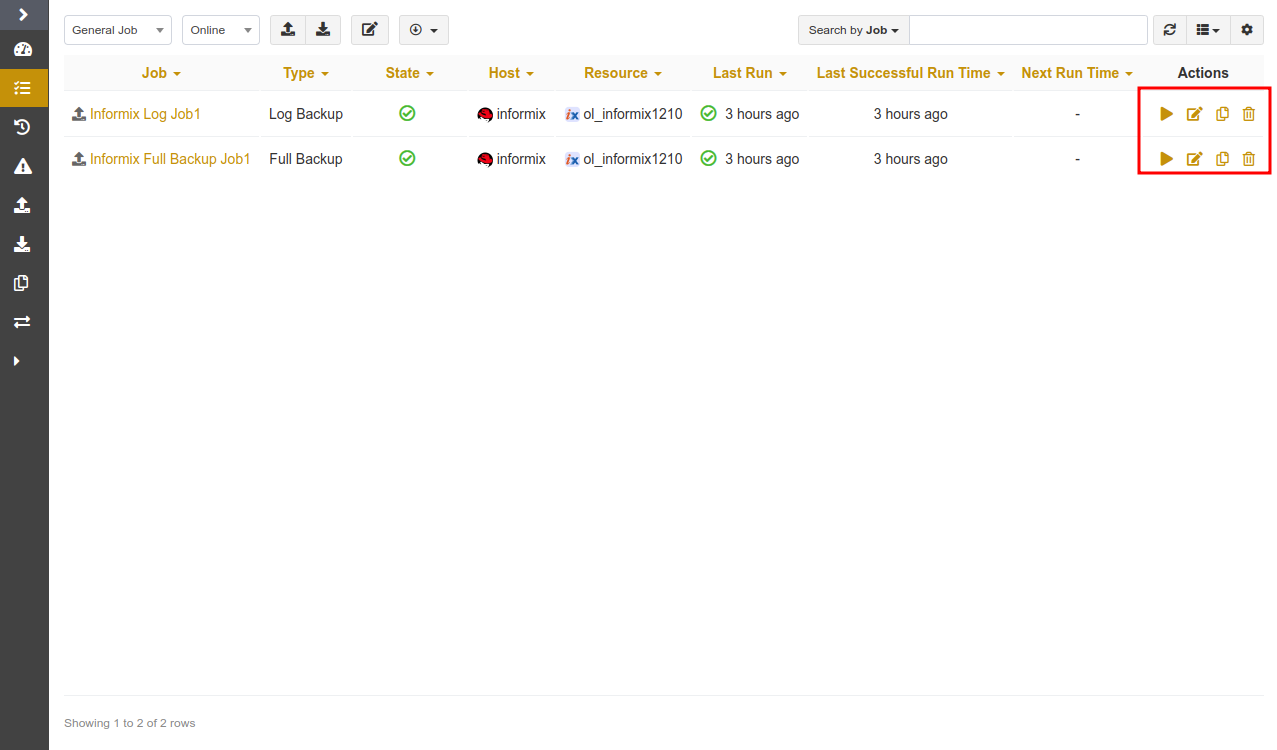 General Job Online Search by Job
Job Type State Host Resource Last Run Last Successful Run Time Next Run Time Actions
Informix Log Job1 Log Backup informix ix ol_informix1210 3 hours ago 3 hours ago -
Informix Full Backup Job1 Full Backup informix ix ol_informix1210 3 hours ago 3 hours ago -
Showing 1 to 2 of 2 rows